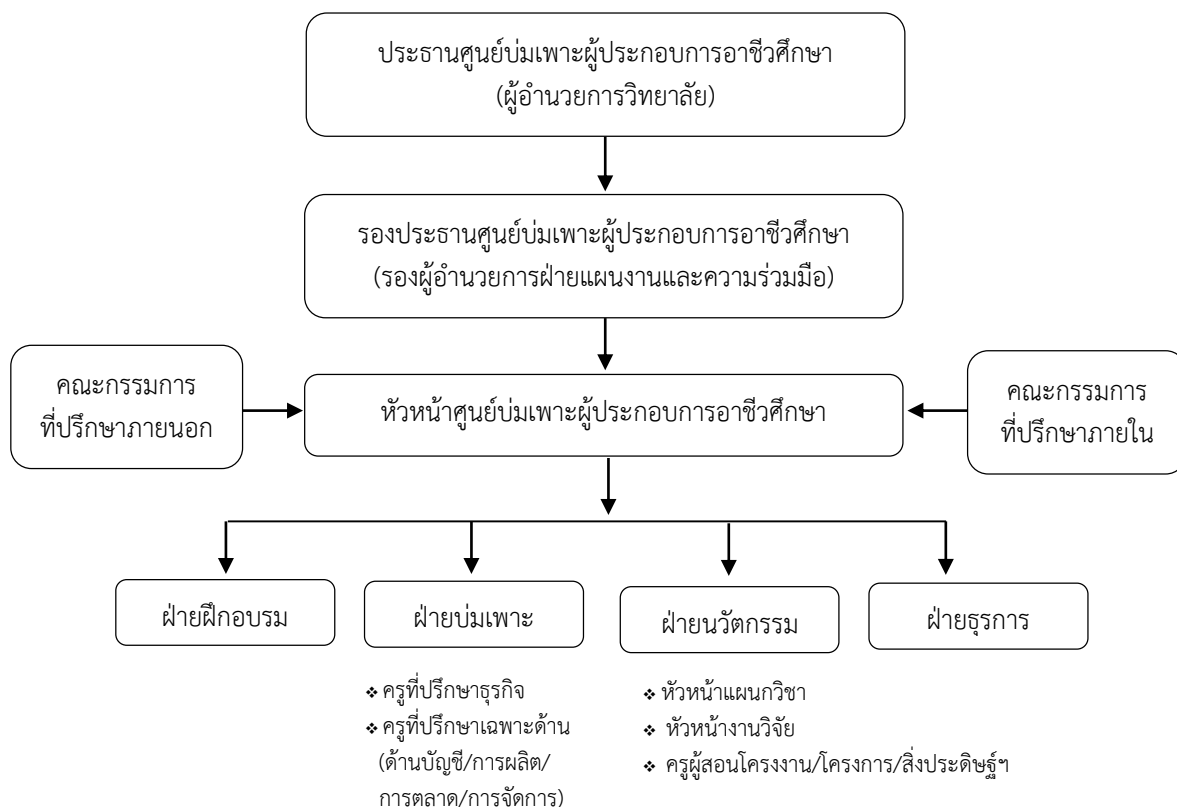 ประธานศูนย์บ่มเพาะผู้ประกอบการอาชีวศึกษา
(ผู้อำนวยการวิทยาลัย)
รองประธานศูนย์บ่มเพาะผู้ประกอบการอาชีวศึกษา
(รองผู้อำนวยการฝ่ายแผนงานและความร่วมมือ)
คณะกรรมการ
ที่ปรึกษาภายนอก
หัวหน้าศูนย์บ่มเพาะผู้ประกอบการอาชีวศึกษา
คณะกรรมการ
ที่ปรึกษาภายใน
ฝ่ายฝึกอบรม
ฝ่ายบ่มเพาะ
ฝ่ายนวัตกรรม
ฝ่ายธุรการ
❖ ครูที่ปรึกษาธุรกิจ
❖ ครูที่ปรึกษาเฉพาะด้าน
(ด้านบัญชี/การผลิต/
การตลาด/การจัดการ)
❖ หัวหน้าแผนกวิชา
❖ หัวหน้างานวิจัย
❖ ครูผู้สอนโครงงาน/โครงการ/สิ่งประดิษฐ์ฯ